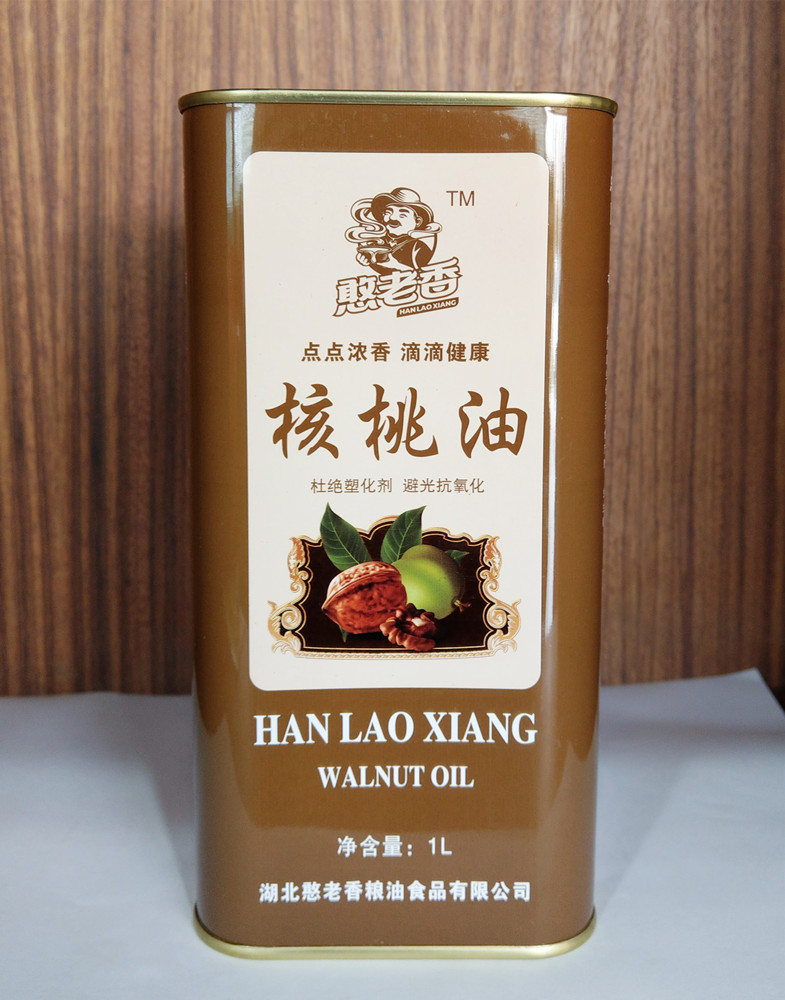 TM
憨老香
HAN LAO XIANG
点点浓香 滴滴健康
核桃油
杜绝塑化剂 避光抗氧化
HAN LAO XIANG
WALNUT OIL
净含量：1L
湖北憨老香粮油食品有限公司